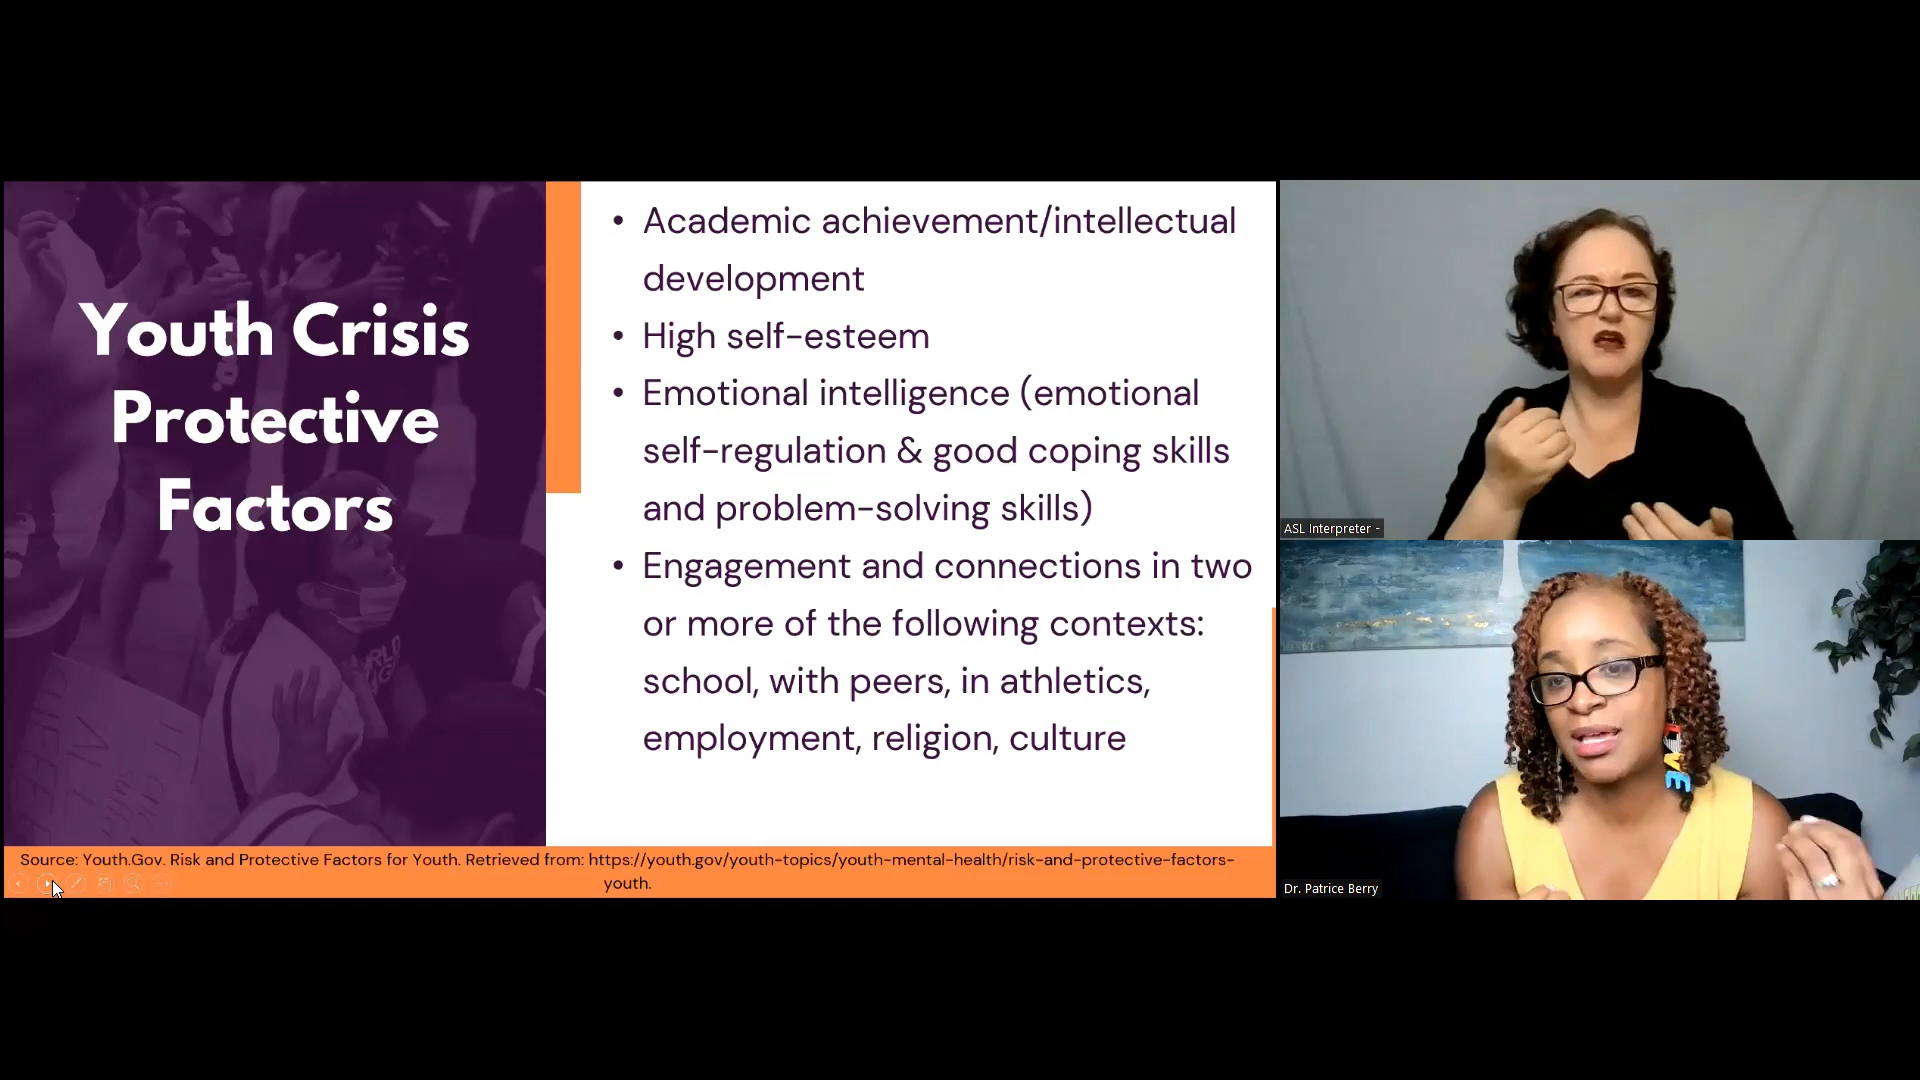 Youth Crisis
Protective
Factors
• Academic achievement/intellectual
development
• High self-esteem
• Emotional intelligence (emotional
self-regulation & good coping skills
and problem-solving skills)
• Engagement and connections in two
or more of the following contexts:
school, with peers, in athletics,
employment, religion, culture
Source: Youth.Gov. Risk and Protective Factors for Youth. Retrieved from: https://youth.gov/youth-topics/youth-mental-health/risk-and-protective-factors-
youth.
ASL Interpreter -
Dr. Patrice Berry